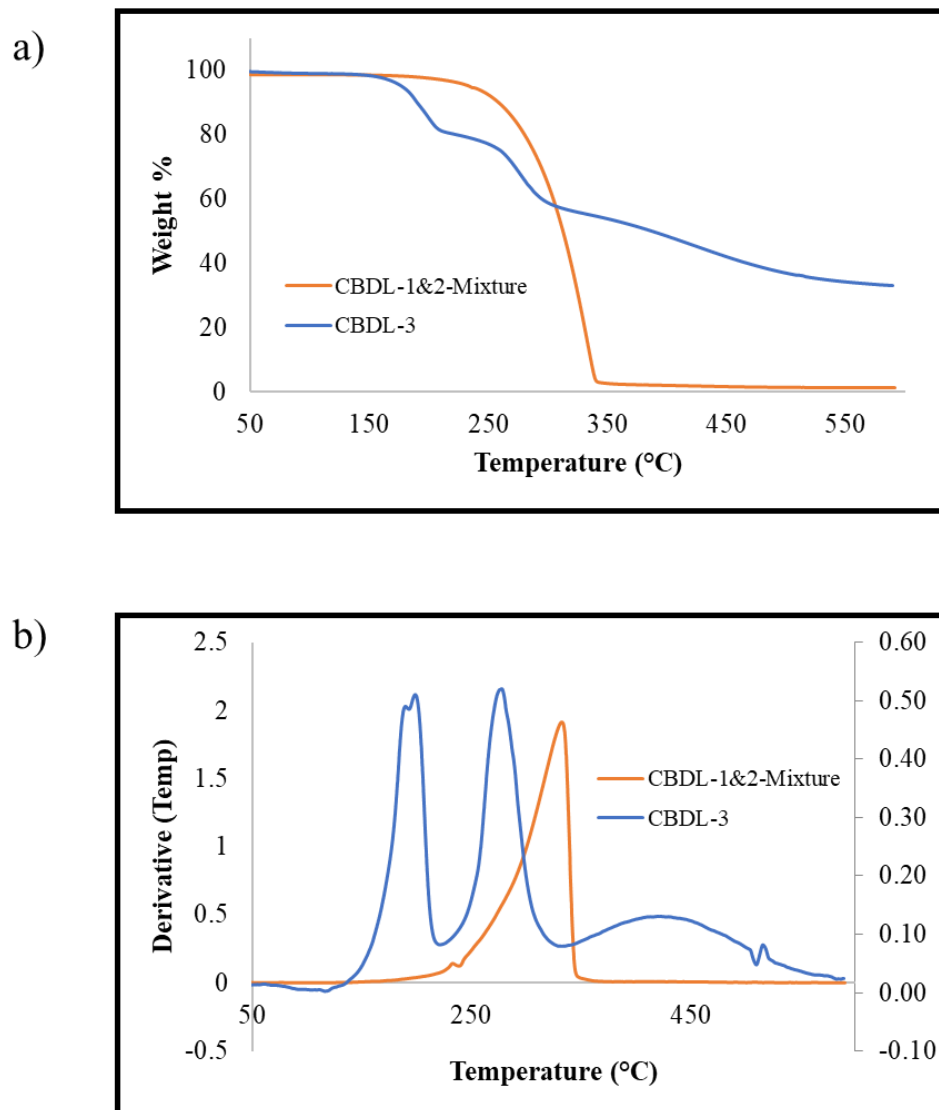 a)
100
80
60
40
20
0
Weight %
CBDL-1&2-Mixture
CBDL-3
50 150 250 350 450 550
Temperature (°C)
b)
2.5 0.60
2 0.50
0.40
1.5
CBDL-1&2-Mixture
0.30
CBDL-3
1
0.20
0.5
0.10
0 0.00
50 250 450
-0.5 -0.10
Derivative (Temp)
Temperature (°C)